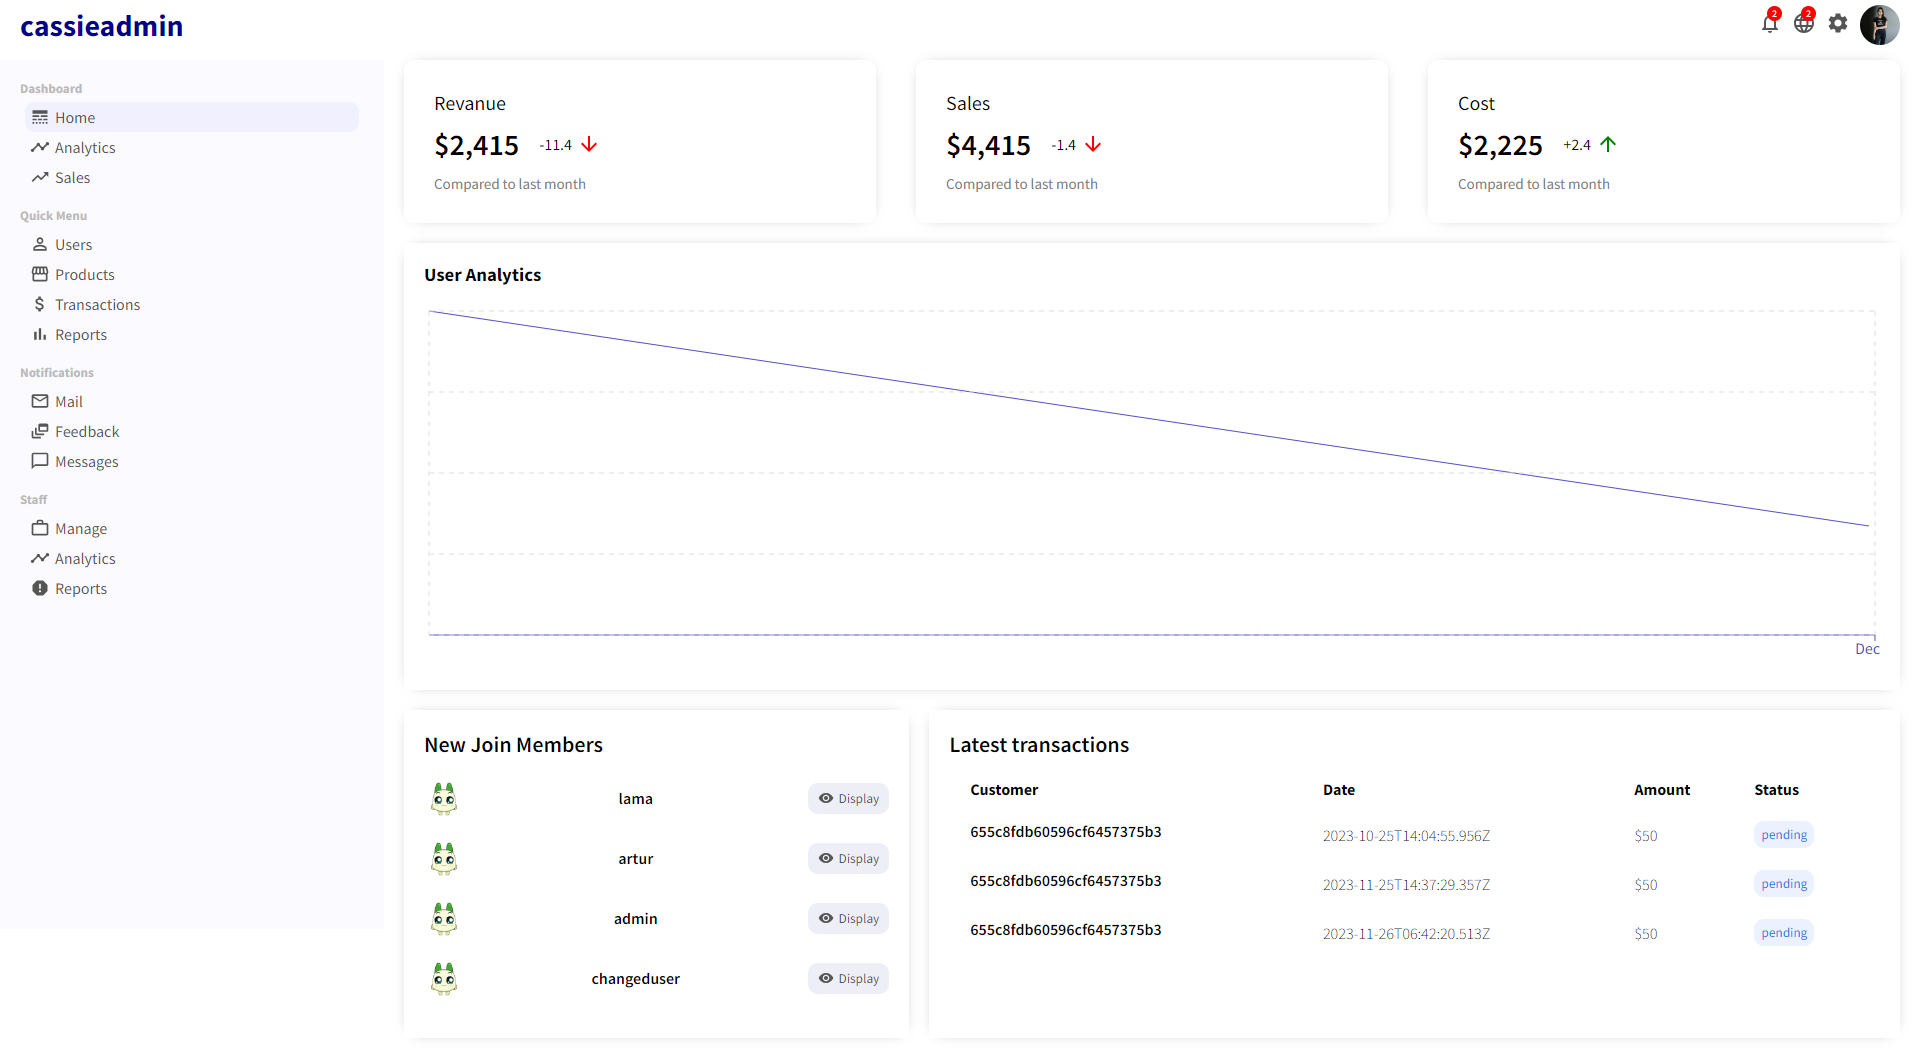 cassieadmin
2
2
Dashboard
Home
Analytics
Sales
Quick Menu
Users
Products
Transactions
Reports
Notifications
Mail
Feedback
Messages
Staff
Manage
Analytics
Reports
Revanue
$2,415 -11.4
Compared to last month
Sales
$4,415 -1.4
Compared to last month
Cost
$2,225 +2.4
Compared to last month
User Analytics
Dec
New Join Members
lama Display
artur Display
admin Display
changeduser Display
Latest transactions
Customer Date Amount Status
655c8fdb60596cf6457375b3 2023-10-25T14:04:55.956Z $50 pending
655c8fdb60596cf6457375b3 2023-11-25T14:37:29.357Z $50 pending
655c8fdb60596cf6457375b3 2023-11-26T06:42:20.513Z $50 pending